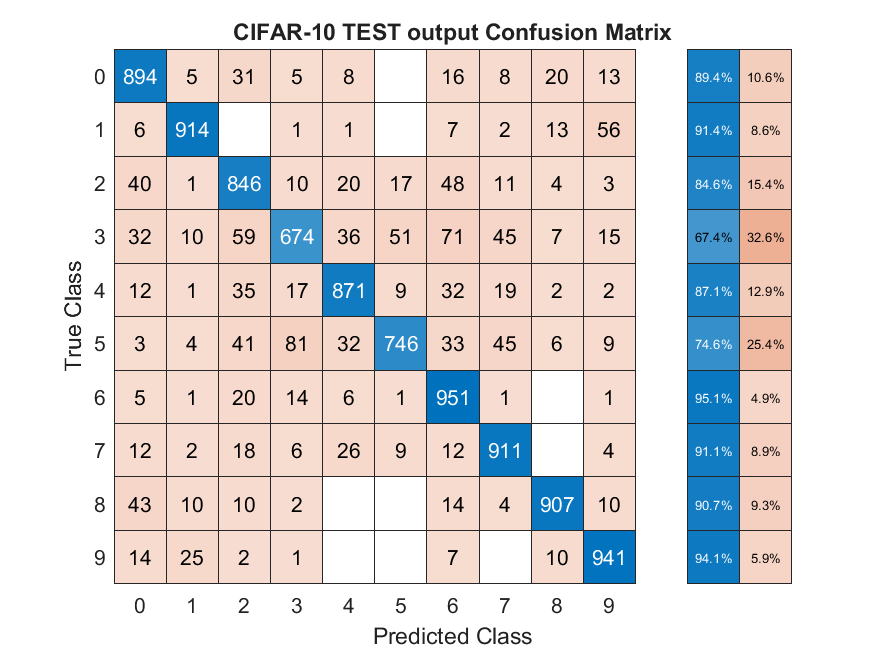 CIFAR-10 TEST output Confusion Matrix
0 894 5 31 5 8 16 8 20 13 89.4% 10.6%
1 6 914 1 1 7 2 13 56 91.4% 8.6%
2 40 1 846 10 20 17 48 11 4 3 84.6% 15.4%
3 32 10 59 674 36 51 71 45 7 15 67.4% 32.6%
4 12 1 35 17 871 9 32 19 2 2 87.1% 12.9%
5 3 4 41 81 32 746 33 45 6 9 74.6% 25.4%
6 5 1 20 14 6 1 951 1 1 95.1% 4.9%
7 12 2 18 6 26 9 12 911 4 91.1% 8.9%
8 43 10 10 2 14 4 907 10 90.7% 9.3%
9 14 25 2 1 7 10 941 94.1% 5.9%
0 1 2 3 4 5 6 7 8 9
Predicted Class
True Class